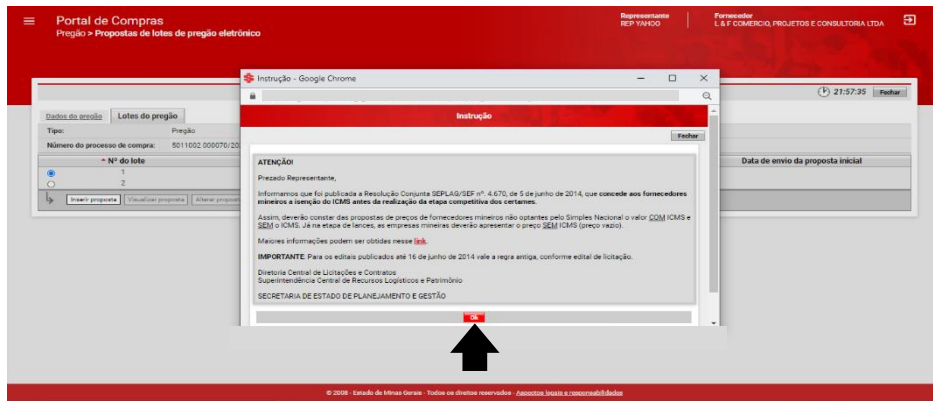 Portal de Compras
Pregão > Propostas de lotes de pregão eletrônico
Representante
REP YAHOO
Fornecedor
L & F COMERCIO, PROJETOS E CONSULTORIA LTDA
21:57:35 Fechar
Dados do pregão Lotes do pregão
Tipo: Pregão
Número do processo de compra: 5011002 000070/20
Nº do lote
Data de envio da proposta inicial
1
2
Inserir proposta Visualizar proposta Alterar propost
Instrução - Google Chrome
Instrução
Fechar
ATENÇÃO!
Prezado Representante,
Informamos que foi publicada a Resolução Conjunta SEPLAG/SEF nº. 4.670, de 5 de junho de 2014, que concede aos fornecedores
mineiros a isenção do ICMS antes da realização da etapa competitiva dos certames.
Assim, deverão constar das propostas de preços de fornecedores mineiros não optantes pelo Simples Nacional o valor COM ICMS e
SEM o ICMS. Já na etapa de lances, as empresas mineiras deverão apresentar o preço SEM ICMS (preço vazio).
Maiores informações podem ser obtidas nesse link.
IMPORTANTE: Para os editais publicados até 16 de junho de 2014 vale a regra antiga, conforme edital de licitação.
Diretoria Central de Licitações e Contratos
Superintendência Central de Recursos Logísticos e Patrimônio
SECRETARIA DE ESTADO DE PLANEJAMENTO E GESTÃO
Ok
© 2008 - Estado de Minas Gerais - Todos os direitos reservados - Aspectos legais e responsabilidades